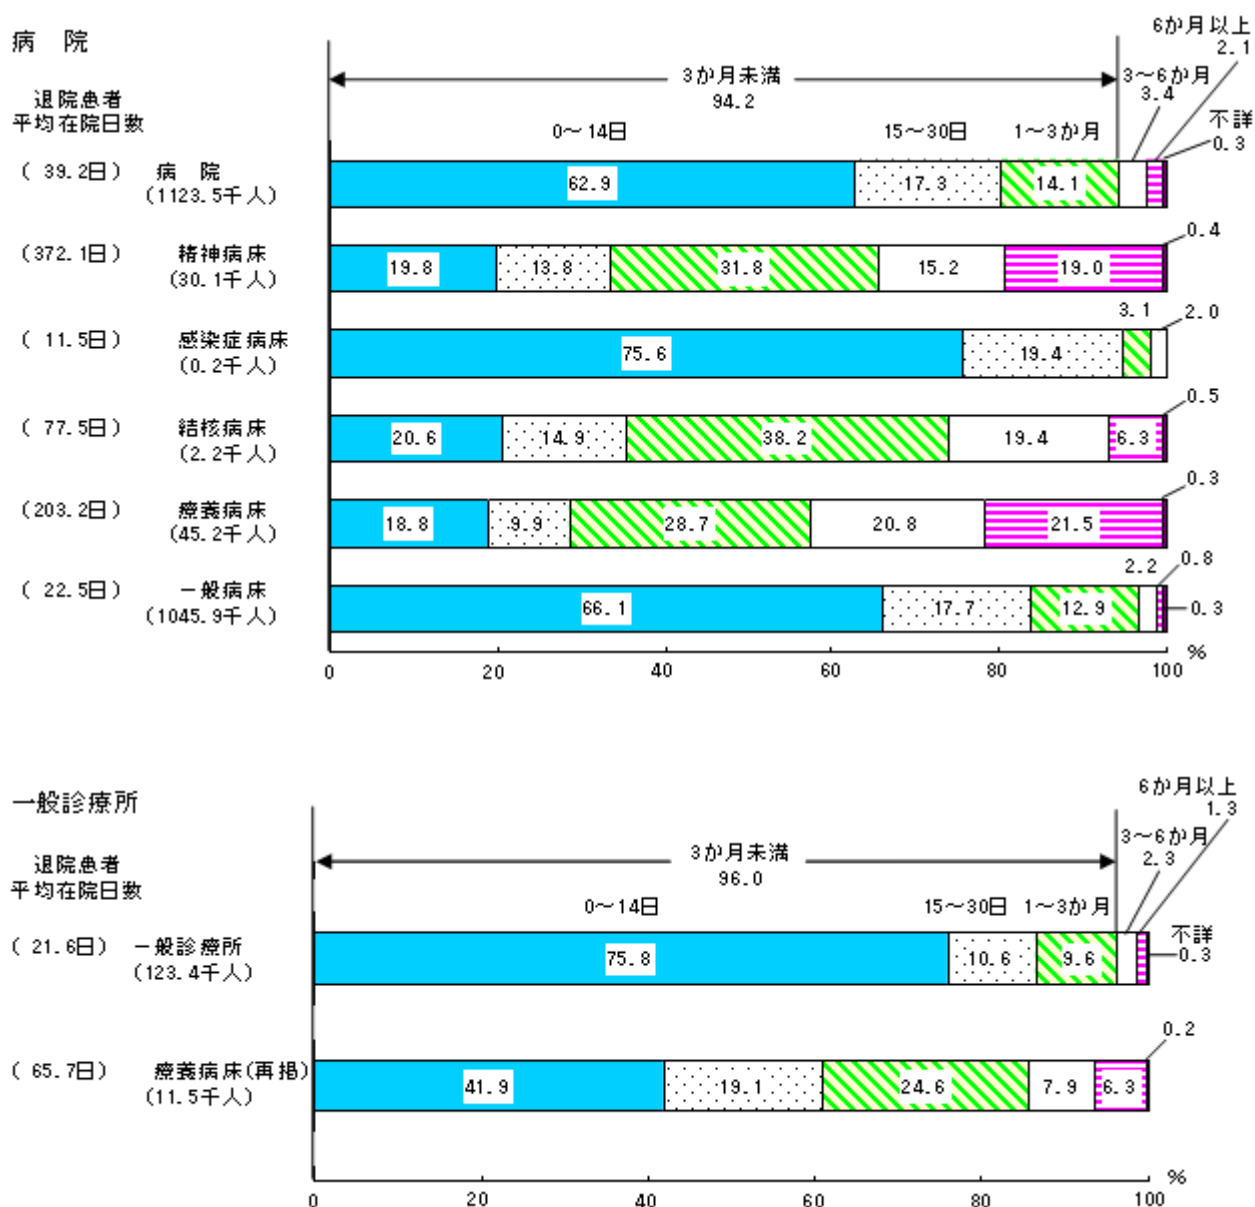 病 院
6か月以上
2.1
3か月未満
94.2
3～6か月
3.4
退院患者
平均在院日数
0～14日
15～30日
1～3か月
不詳
0.3
( 39.2日)
病 院
(1123.5千人)
62.9
17.3
14.1
(372.1日)
精神病床
(30.1千人)
19.8
13.8
31.8
15.2
19.0
0.4
( 11.5日)
感染症病床
(0.2千人)
75.6
19.4
3.1
2.0
( 77.5日)
結核病床
(2.2千人)
20.6
14.9
38.2
19.4
6.3
0.5
(203.2日)
療養病床
(45.2千人)
18.8
9.9
28.7
20.8
21.5
0.3
( 22.5日)
一般病床
(1045.9千人)
66.1
17.7
12.9
2.2
0.8
0.3
0
20
40
60
80
100
%
一般診療所
6か月以上
1.3
3か月未満
96.0
3～6か月
2.3
退院患者
平均在院日数
0～14日
15～30日
1～3か月
不詳
0.3
( 21.6日)
一般診療所
(123.4千人)
75.8
10.6
9.6
( 65.7日)
療養病床(再掲)
(11.5千人)
41.9
19.1
24.6
7.9
6.3
0.2
0
20
40
60
80
100
%